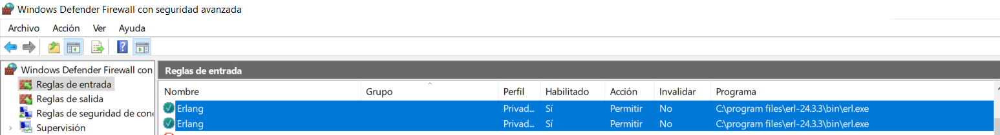 Windows Defender Firewall con seguridad avanzada
Archivo Acción Ver Ayuda
Windows Defender Firewall con
Reglas de entrada
Reglas de salida
Reglas de seguridad de cone
Supervisión
Reglas de entrada
Nombre Grupo Perfil Habilitado Acción Invalidar Programa
Erlang Privad... Sí Permitir No C:\program files\erl-24.3.3\bin\erl.exe
Erlang Privad... Sí Permitir No C:\program files\erl-24.3.3\bin\erl.exe